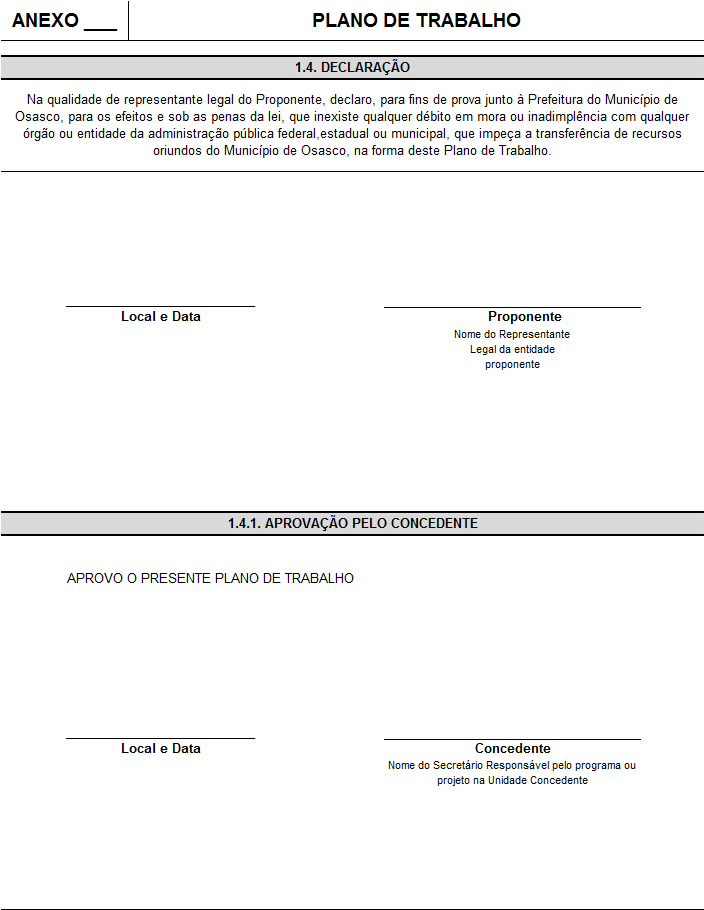 ANEXO ___ PLANO DE TRABALHO
1.4. DECLARAÇÃO
Na qualidade de representante legal do Proponente, declaro, para fins de prova junto à Prefeitura do Município de
Osasco, para os efeitos e sob as penas da lei, que inexiste qualquer débito em mora ou inadimplência com qualquer
órgão ou entidade da administração pública federal,estadual ou municipal, que impeça a transferência de recursos
oriundos do Município de Osasco, na forma deste Plano de Trabalho.
Local e Data
Proponente
Nome do Representante
Legal da entidade
proponente
1.4.1. APROVAÇÃO PELO CONCEDENTE
APROVO O PRESENTE PLANO DE TRABALHO
Local e Data
Concedente
Nome do Secretário Responsável pelo programa ou
projeto na Unidade Concedente